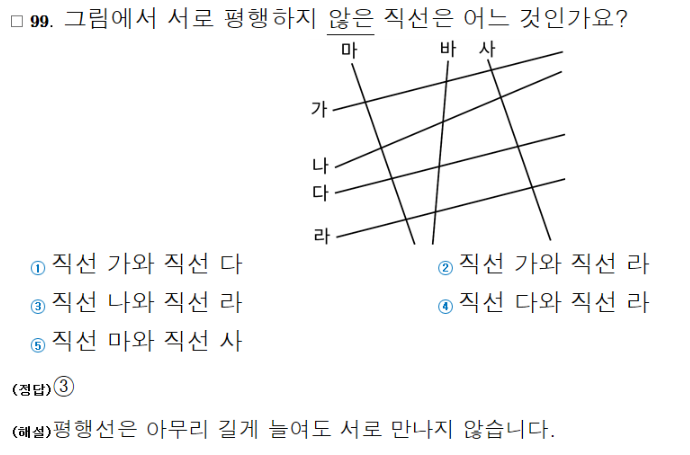 □ 99. 그림에서 서로 평행하지 않은 직선은 어느 것인가요?
마 바 사
가
나
다
라
① 직선 가와 직선 다 ② 직선 가와 직선 라
③ 직선 나와 직선 라 ④ 직선 다와 직선 라
⑤ 직선 마와 직선 사
(정답)③
(해설)평행선은 아무리 길게 늘여도 서로 만나지 않습니다.